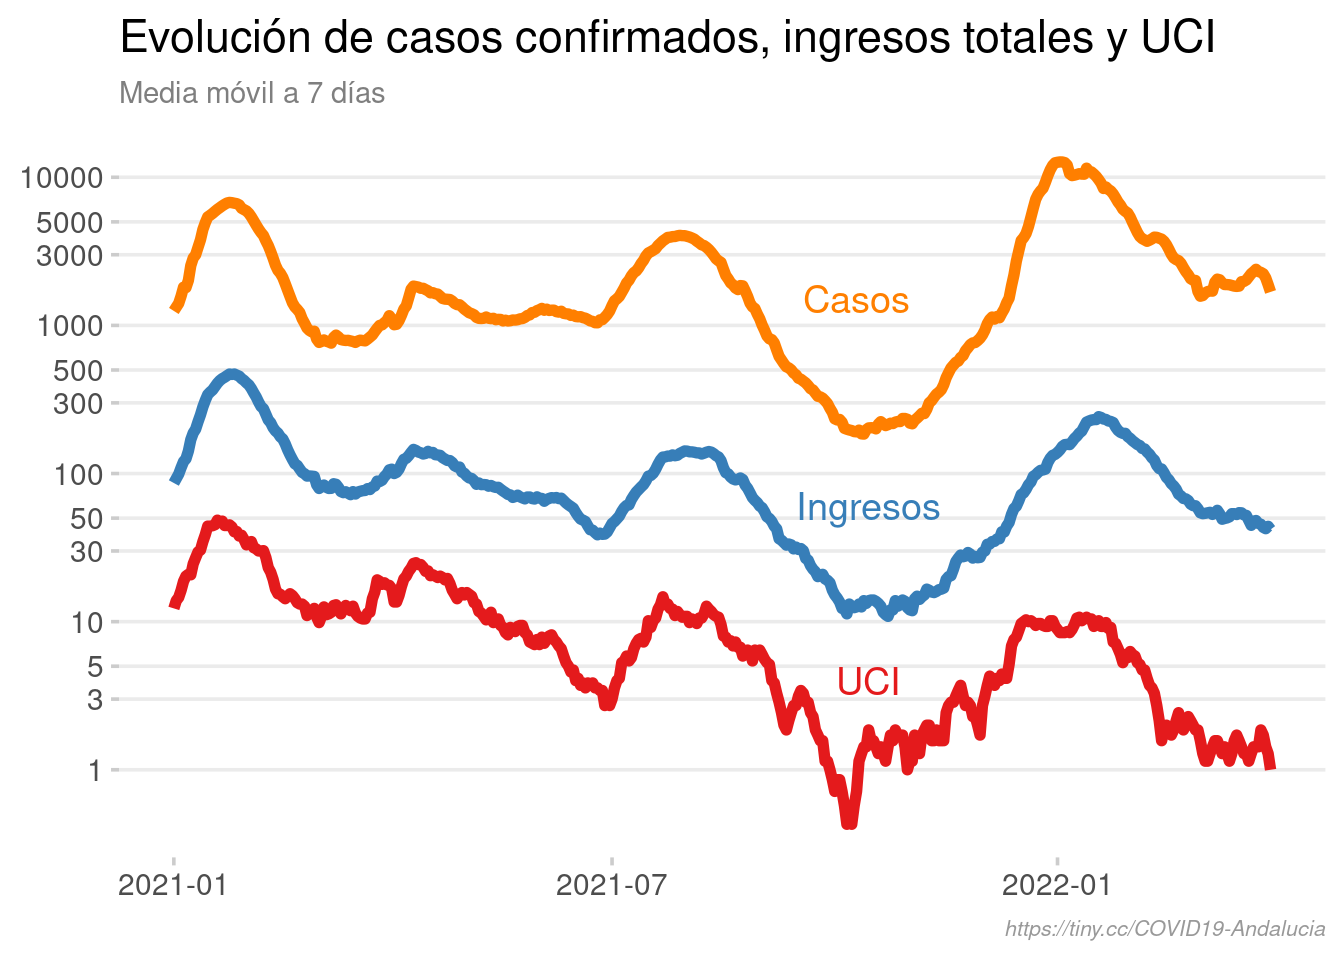 Evolución de casos confirmados, ingresos totales y UCI
Media móvil a 7 días
10000
5000
3000
1000
500
300
100
50
30
10
5
3
1
Casos
Ingresos
UCI
2021-01
2021-07
2022-01
https://tiny.cc/COVID19-Andalucia